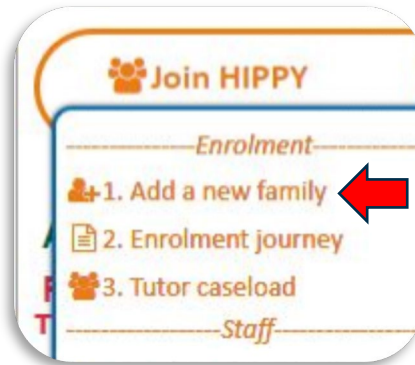 Join HIPPY
Enrolment
1. Add a new family
2. Enrolment journey
3. Tutor caseload
Staff